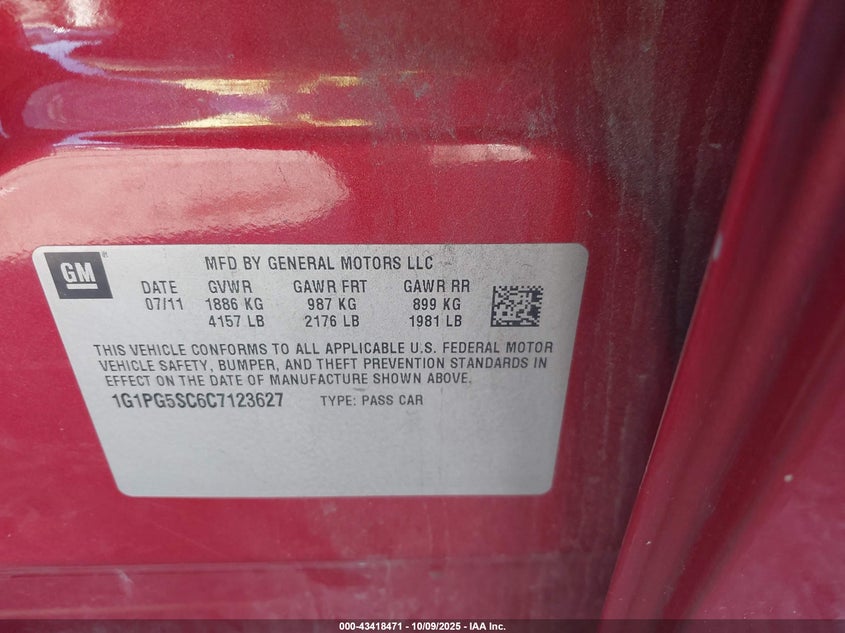 GM
MFD BY GENERAL MOTORS LLC
DATE GVWR GAWR FRT GAWR RR
07/11 1886 KG 987 KG 899 KG
4157 LB 2176 LB 1981 LB
THIS VEHICLE CONFORMS TO ALL APPLICABLE U.S. FEDERAL MOTOR
VEHICLE SAFETY, BUMPER, AND THEFT PREVENTION STANDARDS IN
EFFECT ON THE DATE OF MANUFACTURE SHOWN ABOVE.
1G1PG5SC6C7123627 TYPE: PASS CAR
000-43418471 - 10/09/2025 - IAA Inc.